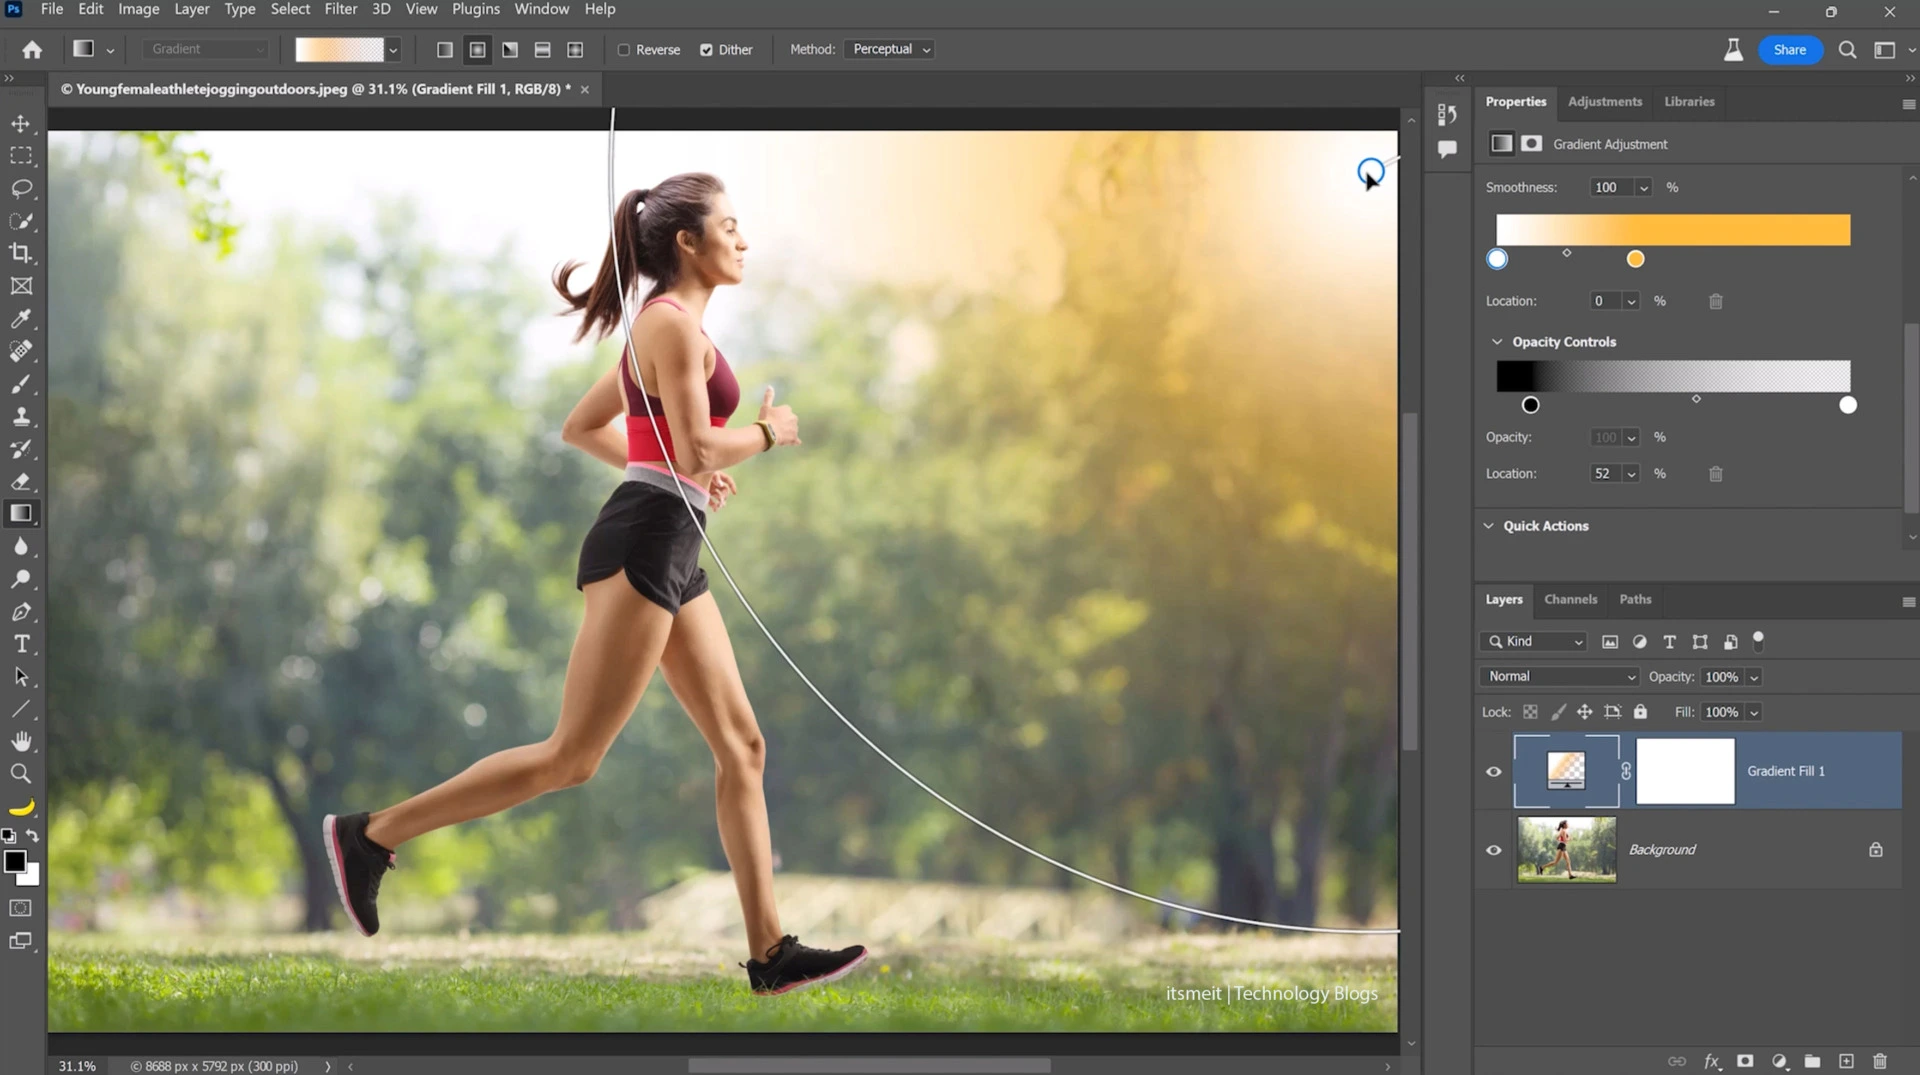 Ps File Edit Image Layer Type Select Filter 3D View Plugins Window Help
Gradient Reverse Dither Method: Perceptual Share
© Youngfemaleathletejoggingoutdoors.jpeg @ 31.1% (Gradient Fill 1, RGB/8) * ×
Properties Adjustments Libraries
Gradient Adjustment
Smoothness: 100 %
Location: 0 %
Opacity Controls
Opacity: 100 %
Location: 52 %
Quick Actions
Layers Channels Paths
Kind
Normal Opacity: 100%
Lock: Fill: 100%
Gradient Fill 1
Background
itsmeit | Technology Blogs
31.1% © 8688 px x 5792 px (300 ppi)